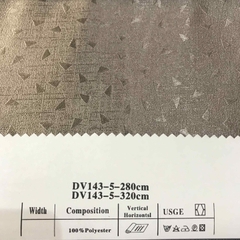 DV143-5-280cm
DV143-5-320cm
Width Composition Vertical Horizontal USGE
100%Polyester